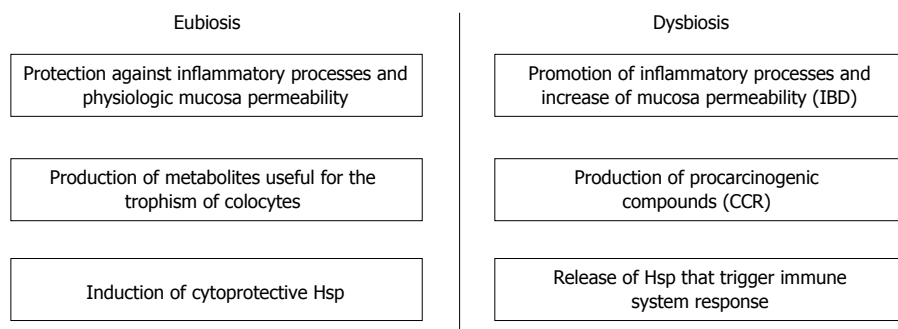 Eubiosis
Protection against inflammatory processes and
physiologic mucosa permeability
Production of metabolites useful for the
trophism of colocytes
Induction of cytoprotective Hsp
Dysbiosis
Promotion of inflammatory processes and
increase of mucosa permeability (IBD)
Production of procarcinogenic
compounds (CCR)
Release of Hsp that trigger immune
system response